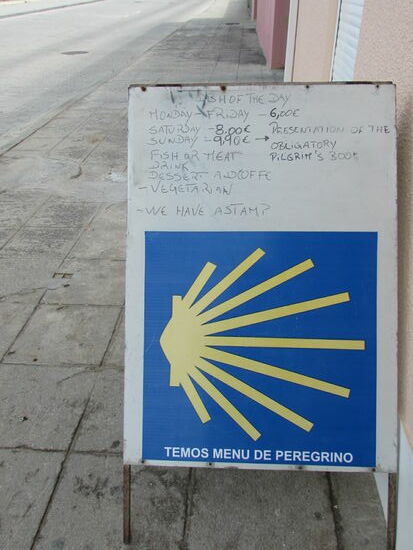 DISH OF THE DAY
MONDAY - FRIDAY - 6,00€
SATURDAY - 8,00€ PRESENTATION OF THE
SUNDAY - 9,90€ → OBLIGATORY
PILGRIM'S BOOK
FISH OR MEAT
DRINK
DESSERT AND COFFE
- VEGETARIAN
- WE HAVE A STAMP
TEMOS MENU DE PEREGRINO